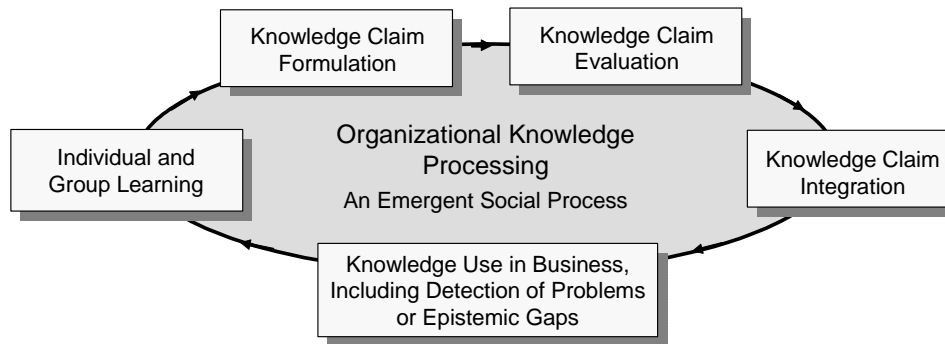 Knowledge Claim
Formulation
Knowledge Claim
Evaluation
Individual and
Group Learning
Organizational Knowledge
Processing
An Emergent Social Process
Knowledge Claim
Integration
Knowledge Use in Business,
Including Detection of Problems
or Epistemic Gaps